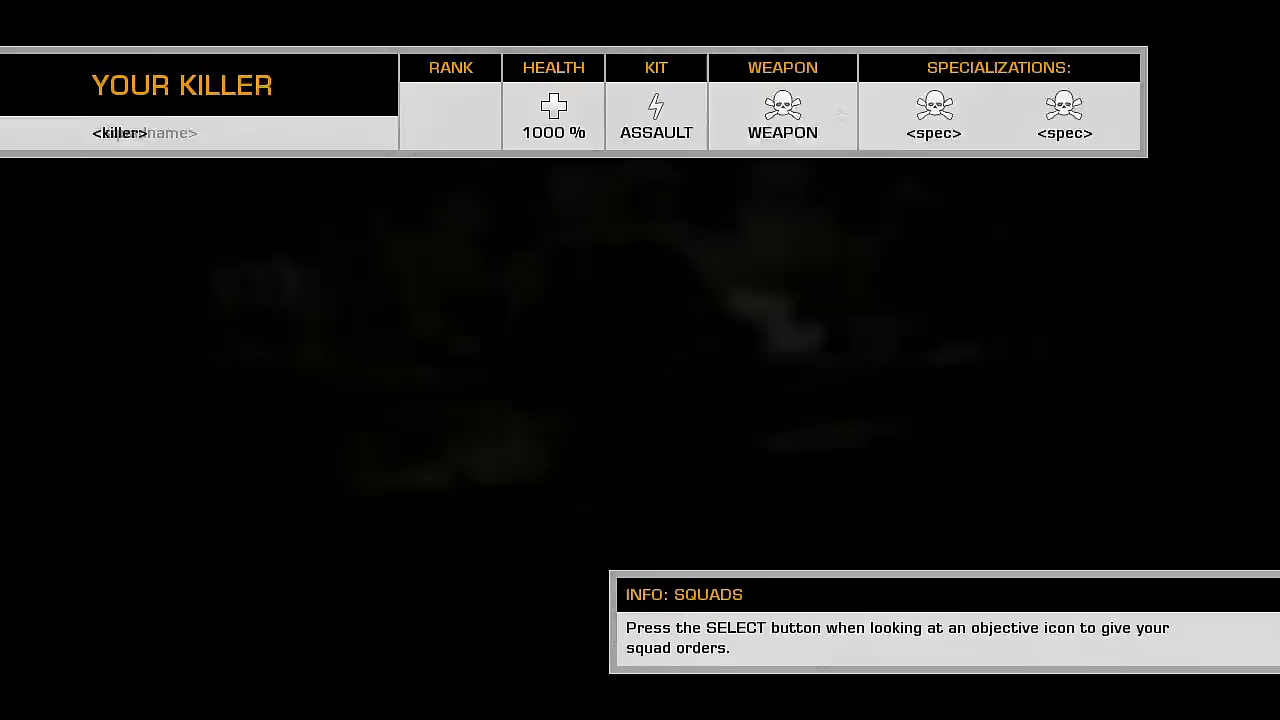 YOUR KILLER
RANK
HEALTH
KIT
WEAPON
SPECIALIZATIONS:
<killer> name>
1000 %
ASSAULT
WEAPON
<spec>
<spec>
INFO: SQUADS
Press the SELECT button when looking at an objective icon to give your
squad orders.